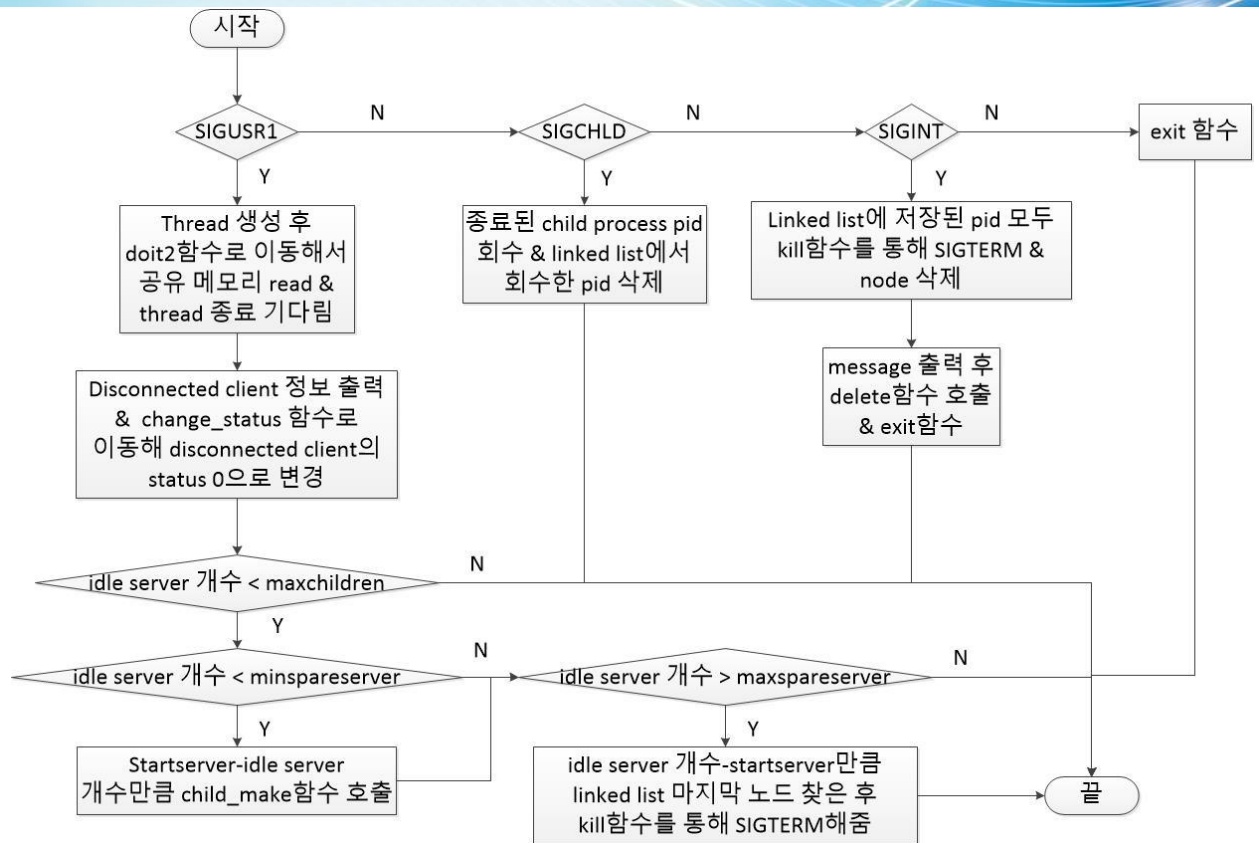 시작
SIGUSR1
N
SIGCHLD
N
SIGINT
N
exit 함수
Y
Y
Y
Thread 생성 후
doit2함수로 이동해서
공유 메모리 read &
thread 종료 기다림
종료된 child process pid
회수 & linked list에서
회수한 pid 삭제
Linked list에 저장된 pid 모두
kill함수를 통해 SIGTERM &
node 삭제
Disconnected client 정보 출력
& change_status 함수로
이동해 disconnected client의
status 0으로 변경
message 출력 후
delete함수 호출
& exit함수
idle server 개수 < maxchildren
N
Y
idle server 개수 < minspareserver
N
idle server 개수 > maxspareserver
N
Y
Y
Startserver-idle server
개수만큼 child_make함수 호출
idle server 개수-startserver만큼
linked list 마지막 노드 찾은 후
kill함수를 통해 SIGTERM해줌
끝